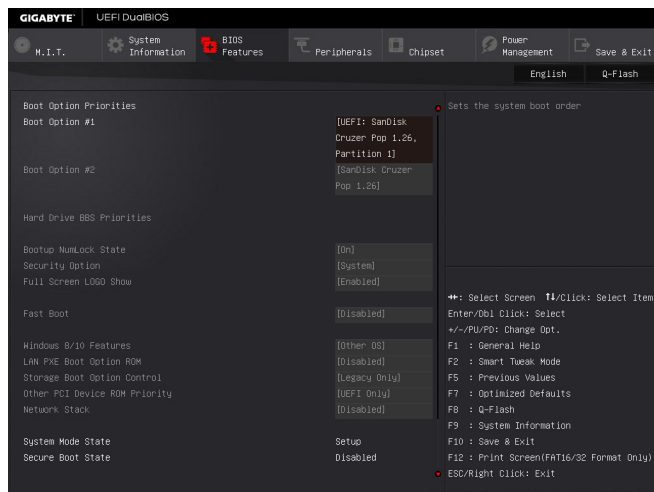 GIGABYTE™ UEFI DualBIOS
M.I.T.
System Information
BIOS Features
Peripherals
Chipset
Power Management
Save & Exit
English Q-Flash
Boot Option Priorities
Boot Option #1 [UEFI: SanDisk
Cruzer Pop 1.26,
Partition 1]
Boot Option #2 [SanDisk Cruzer
Pop 1.26]
Hard Drive BBS Priorities
Bootup NumLock State [On]
Security Option [System]
Full Screen LOGO Show [Enabled]
Fast Boot [Disabled]
Windows 8/10 Features [Other OS]
LAN PXE Boot Option ROM [Disabled]
Storage Boot Option Control [Legacy Only]
Other PCI Device ROM Priority [UEFI Only]
Network Stack [Disabled]
System Mode State Setup
Secure Boot State Disabled
Sets the system boot order
→←: Select Screen ↑↓/Click: Select Item
Enter/Dbl Click: Select
+/-/PU/PD: Change Opt.
F1 : General Help
F2 : Smart Tweak Mode
F5 : Previous Values
F7 : Optimized Defaults
F8 : Q-Flash
F9 : System Information
F10 : Save & Exit
F12 : Print Screen(FAT16/32 Format Only)
ESC/Right Click: Exit